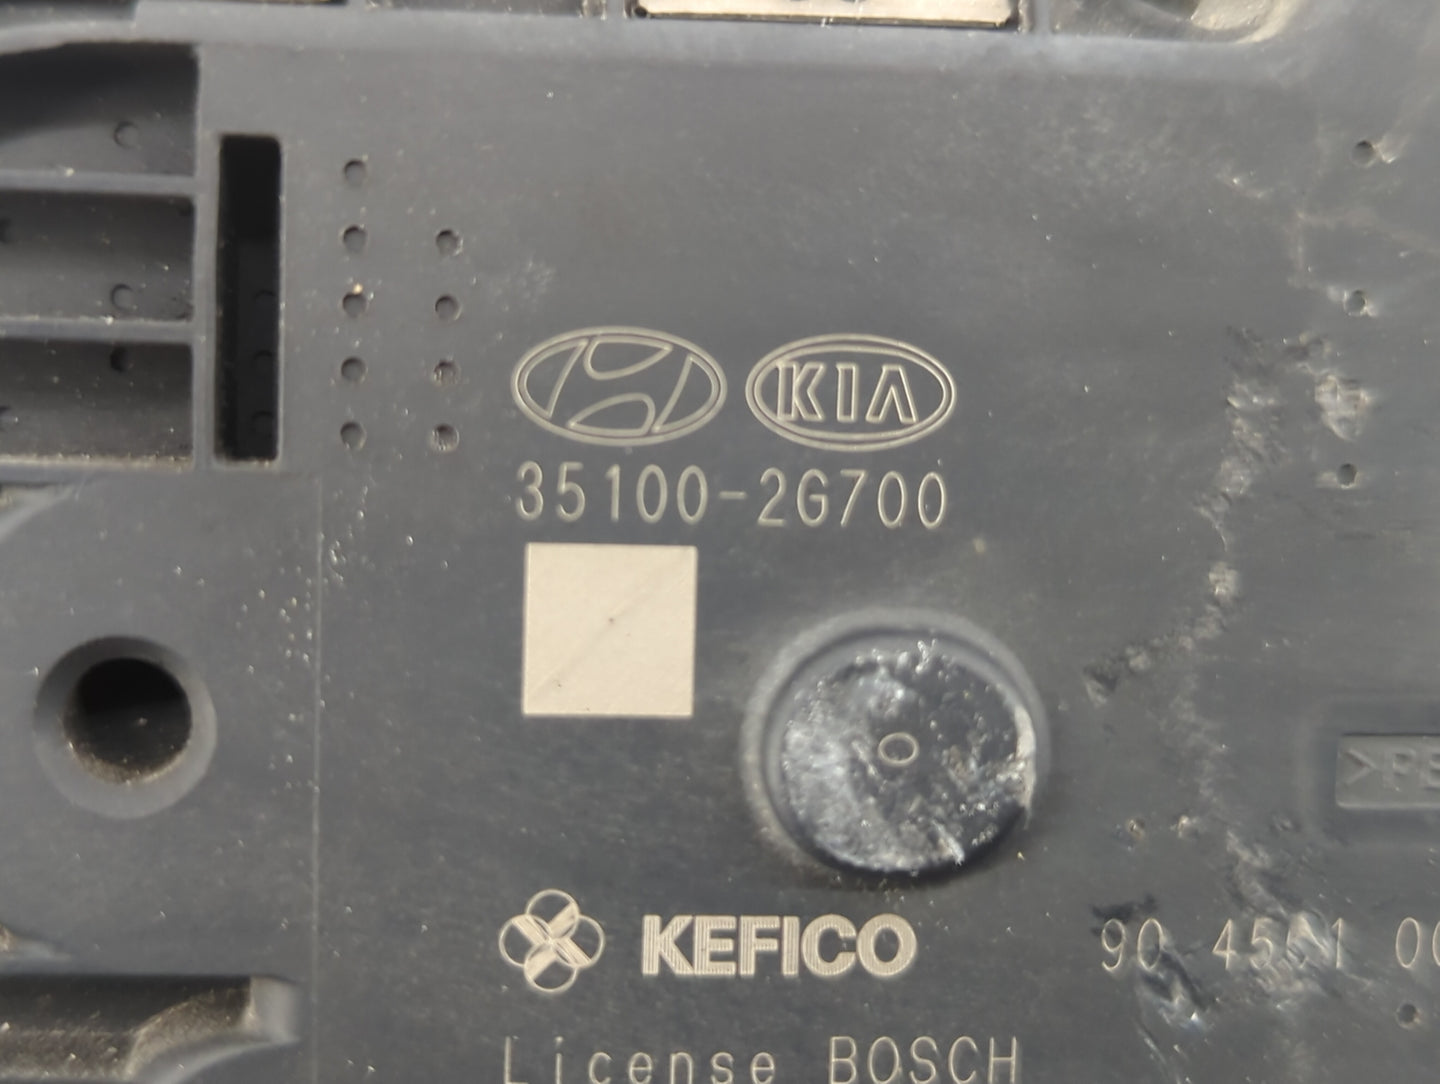 KIA
35100-2G700
KEFICO
License BOSCH